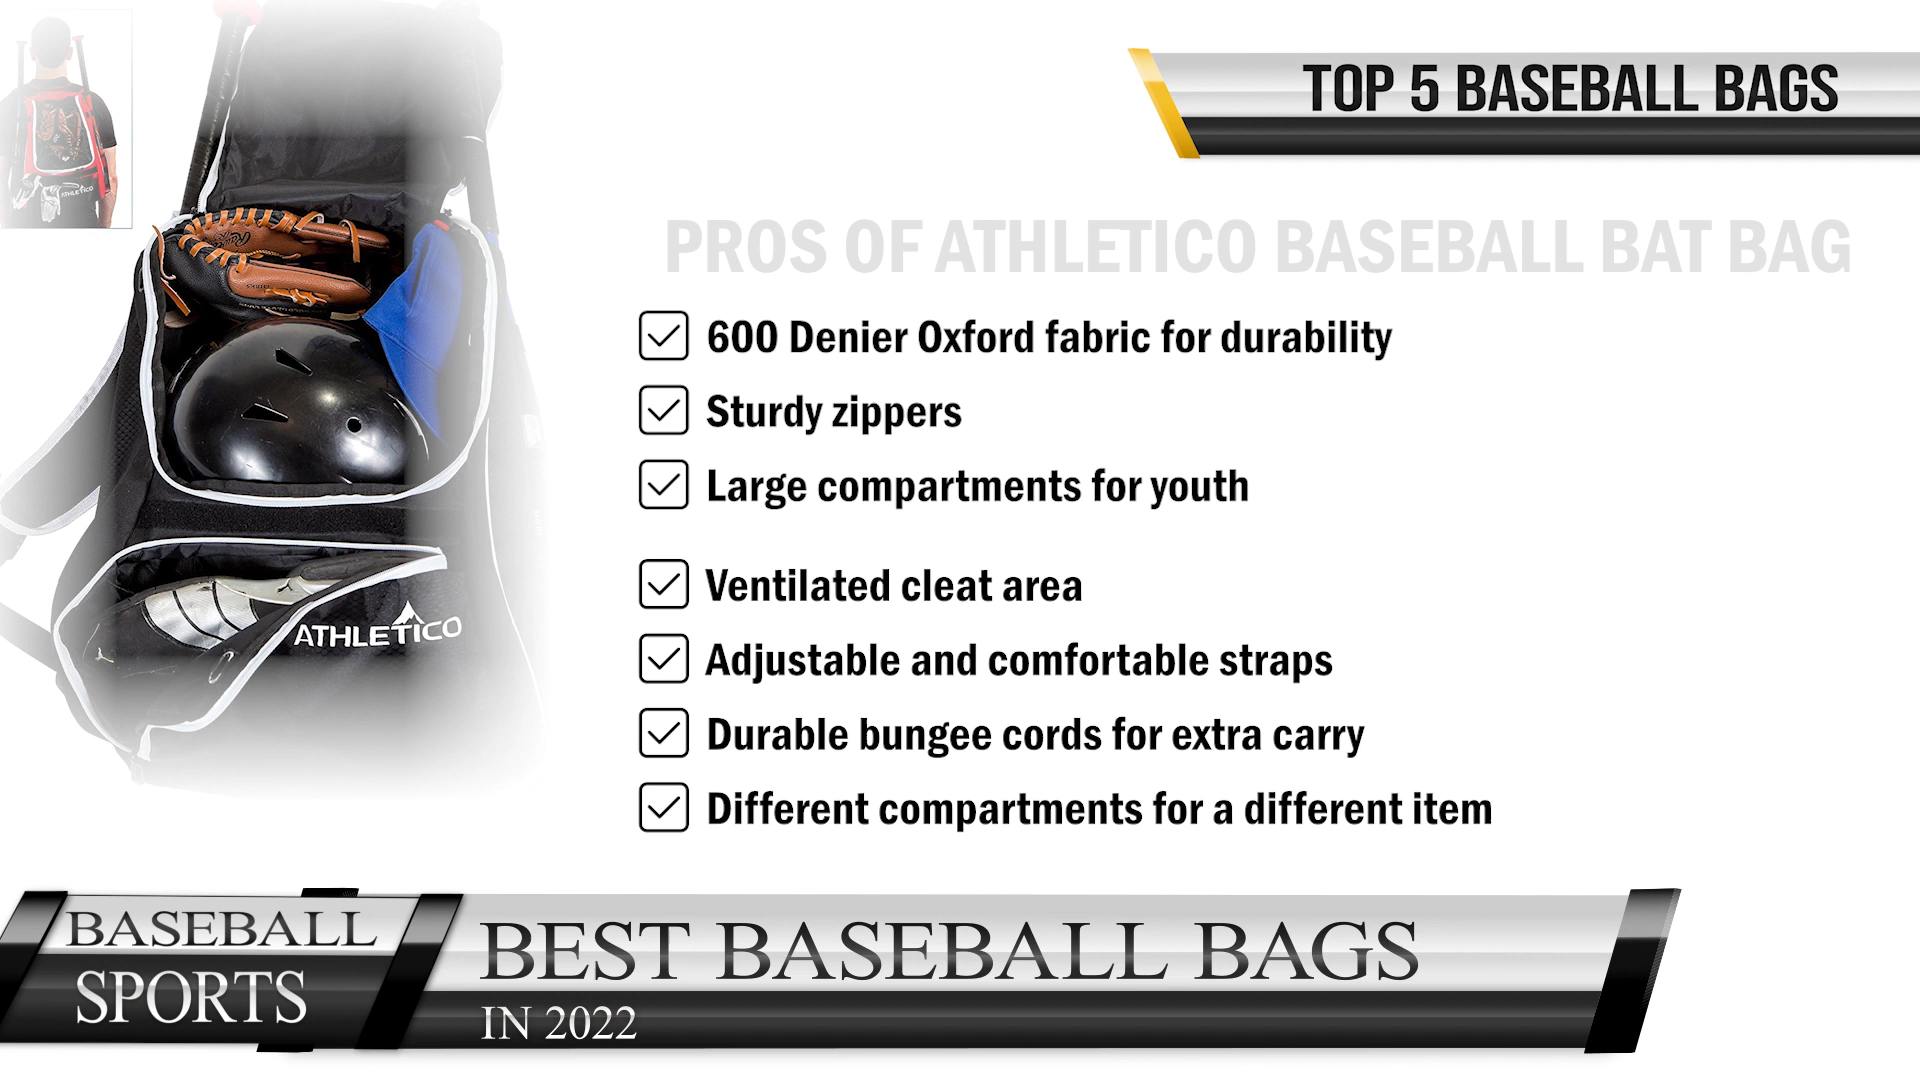 TOP 5 BASEBALL BAGS
PROS OF ATHLETICO BASEBALL BAT BAG
600 Denier Oxford fabric for durability
Sturdy zippers
Large compartments for youth
Ventilated cleat area
Adjustable and comfortable straps
Durable bungee cords for extra carry
Different compartments for a different item
ATHLETICO
ATHLETICO
BASEBALL
SPORTS
BEST BASEBALL BAGS
IN 2022